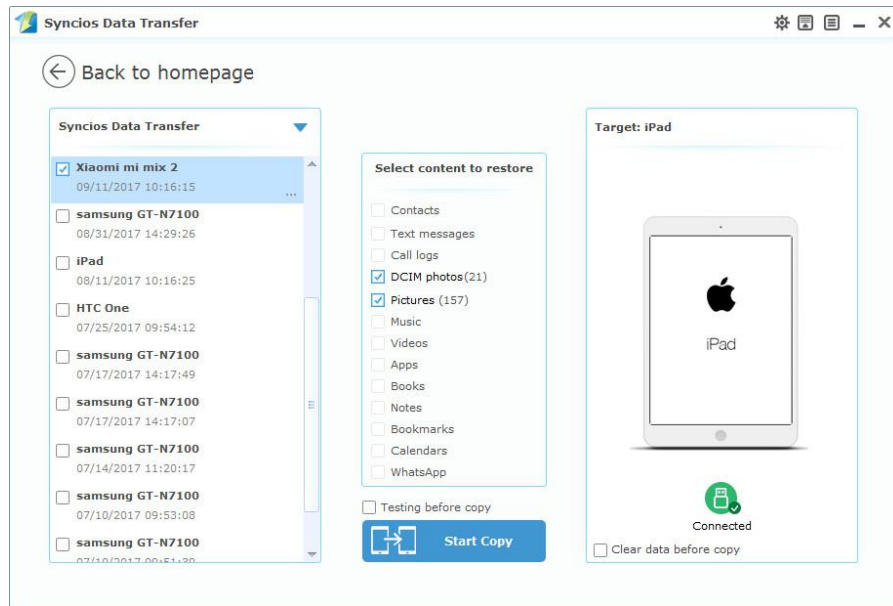 Syncios Data Transfer
Back to homepage
Syncios Data Transfer
Xiaomi mi mix 2
09/11/2017 10:16:15
...
samsung GT-N7100
08/31/2017 14:29:26
iPad
08/11/2017 10:16:25
HTC One
07/25/2017 09:54:12
samsung GT-N7100
07/17/2017 14:17:49
samsung GT-N7100
07/17/2017 14:17:07
samsung GT-N7100
07/14/2017 11:20:17
samsung GT-N7100
07/10/2017 09:53:08
samsung GT-N7100
Select content to restore
Contacts
Text messages
Call logs
DCIM photos(21)
Pictures (157)
Music
Videos
Apps
Books
Notes
Bookmarks
Calendars
WhatsApp
Testing before copy
Start Copy
Target: iPad
iPad
Connected
Clear data before copy